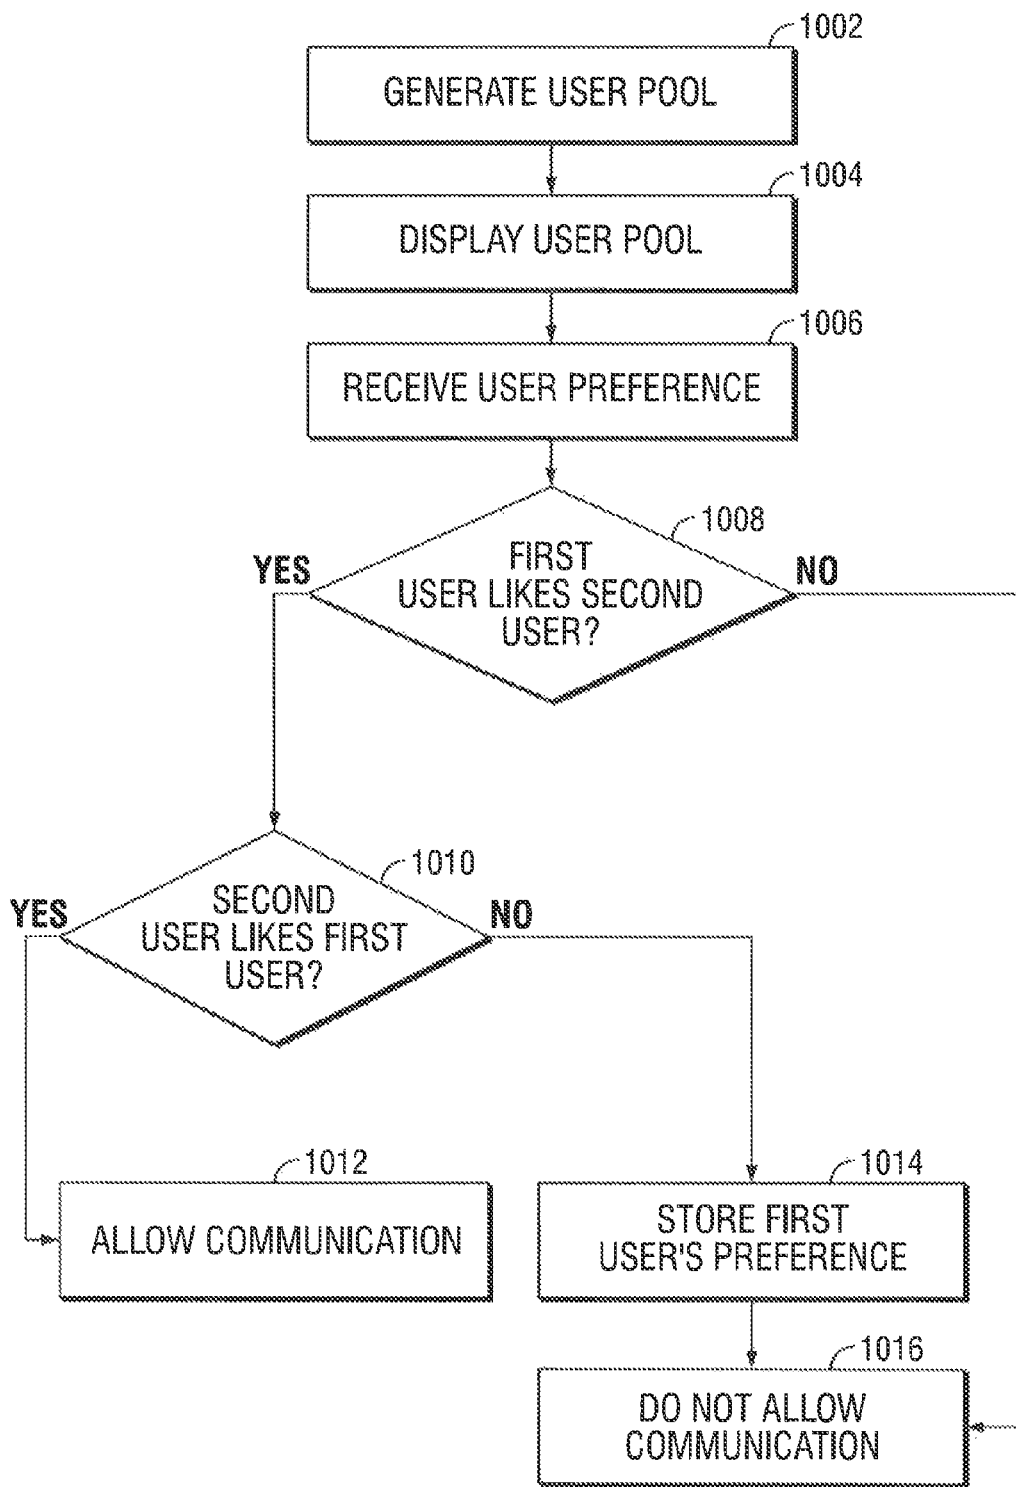 1002
GENERATE USER POOL
1004
DISPLAY USER POOL
1006
RECEIVE USER PREFERENCE
1008
YES
FIRST
USER LIKES SECOND
USER?
NO
1010
YES
SECOND
USER LIKES FIRST
USER?
NO
1012
ALLOW COMMUNICATION
1014
STORE FIRST
USER'S PREFERENCE
1016
DO NOT ALLOW
COMMUNICATION